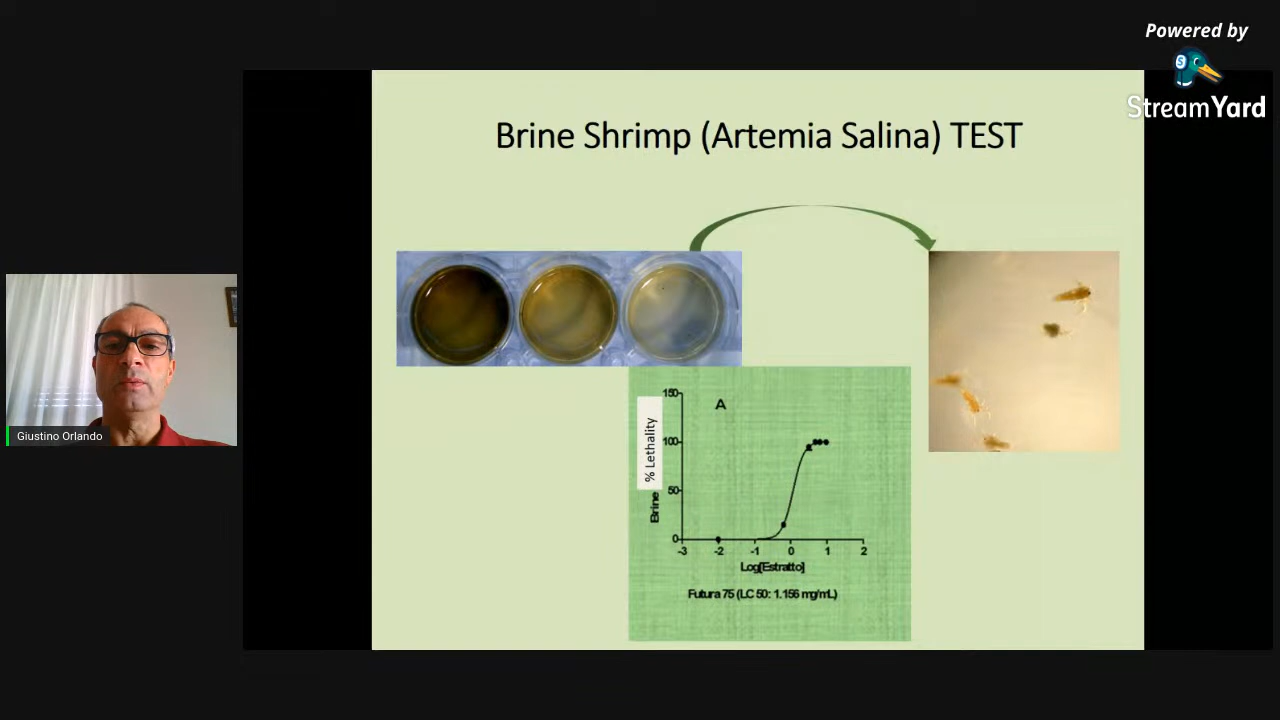 Powered by
StreamYard
Brine Shrimp (Artemia Salina) TEST
Giustino Orlando
A
150
100
50
0
% Lethality
Brine
-3 -2 -1 0 1 2
Log[Estratto]
Futura 75 (LC 50: 1.156 mg/mL)